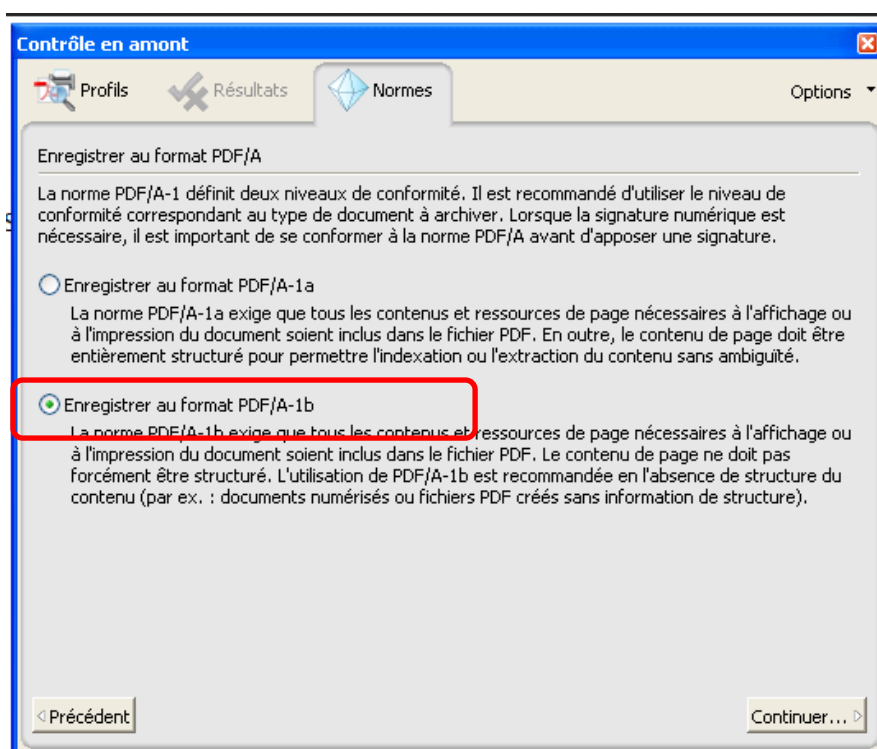 Contrôle en amont
Profils Résultats Normes Options
Enregistrer au format PDF/A
La norme PDF/A-1 définit deux niveaux de conformité. Il est recommandé d'utiliser le niveau de
conformité correspondant au type de document à archiver. Lorsque la signature numérique est
nécessaire, il est important de se conformer à la norme PDF/A avant d'apposer une signature.
Enregistrer au format PDF/A-1a
La norme PDF/A-1a exige que tous les contenus et ressources de page nécessaires à l'affichage ou
à l'impression du document soient inclus dans le fichier PDF. En outre, le contenu de page doit être
entièrement structuré pour permettre l'indexation ou l'extraction du contenu sans ambiguïté.
Enregistrer au format PDF/A-1b
La norme PDF/A-1b exige que tous les contenus et ressources de page nécessaires à l'affichage ou
à l'impression du document soient inclus dans le fichier PDF. Le contenu de page ne doit pas
forcément être structuré. L'utilisation de PDF/A-1b est recommandée en l'absence de structure du
contenu (par ex. : documents numérisés ou fichiers PDF créés sans information de structure).
Précédent Continuer...